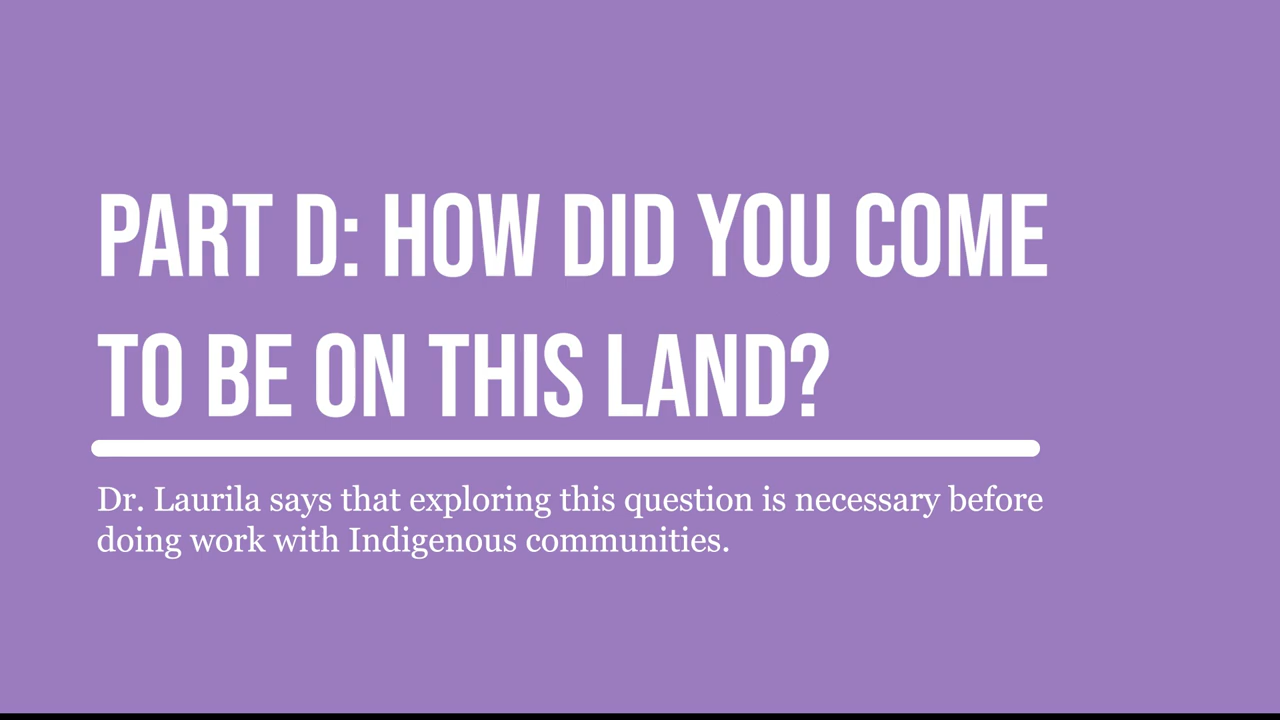 PART D: HOW DID YOU COME
TO BE ON THIS LAND?
Dr. Laurila says that exploring this question is necessary before
doing work with Indigenous communities.